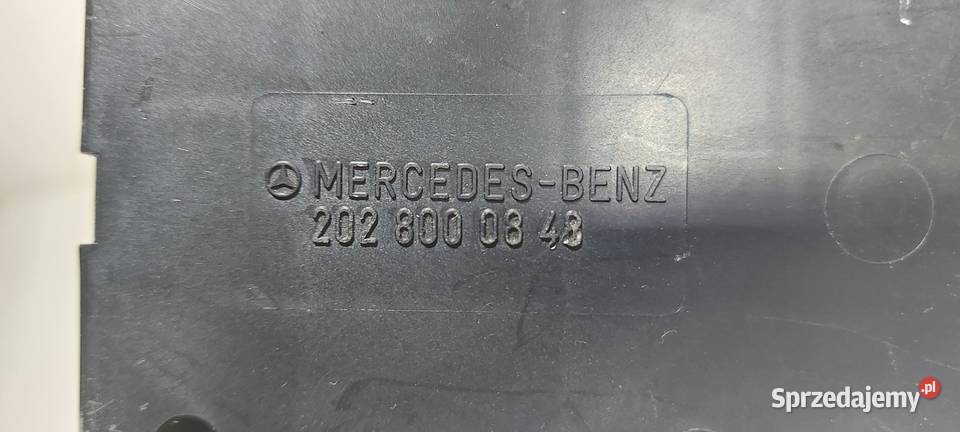 MERCEDES-BENZ
202 800 08 48
Sprzedajemy.pl